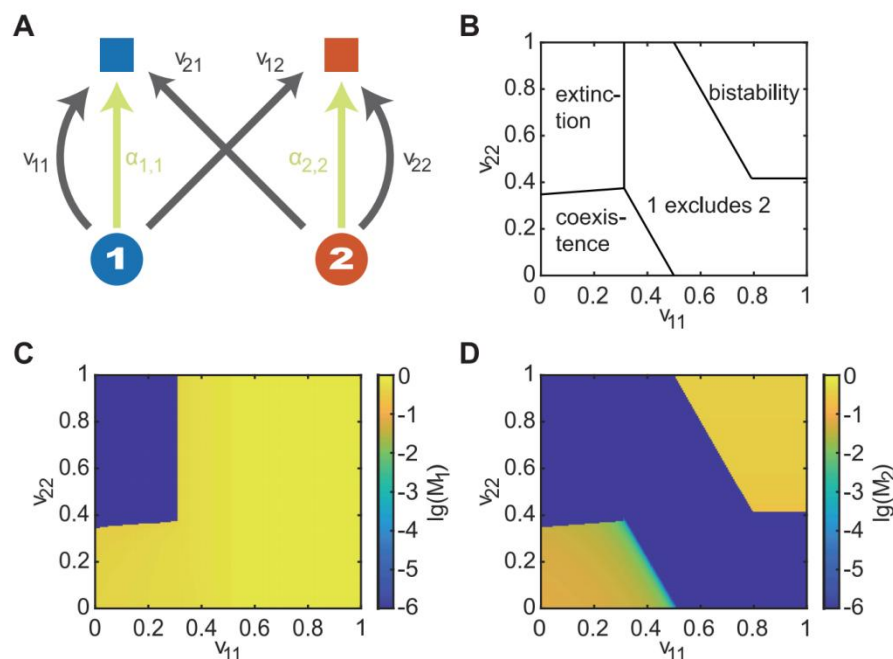 A
v21
v12
v11
α1,1
α2,2
v22
1
2
B
1
0.8
0.6
0.4
0.2
0
v22
extinc-
tion
bistability
coexis-
tence
1 excludes 2
0 0.2 0.4 0.6 0.8 1
v11
C
1
0.8
0.6
0.4
0.2
0
v22
0 0.2 0.4 0.6 0.8 1
v11
0
-1
-2
-3
-4
-5
-6
lg(M1)
D
1
0.8
0.6
0.4
0.2
0
v22
0 0.2 0.4 0.6 0.8 1
v11
0
-1
-2
-3
-4
-5
-6
lg(M2)